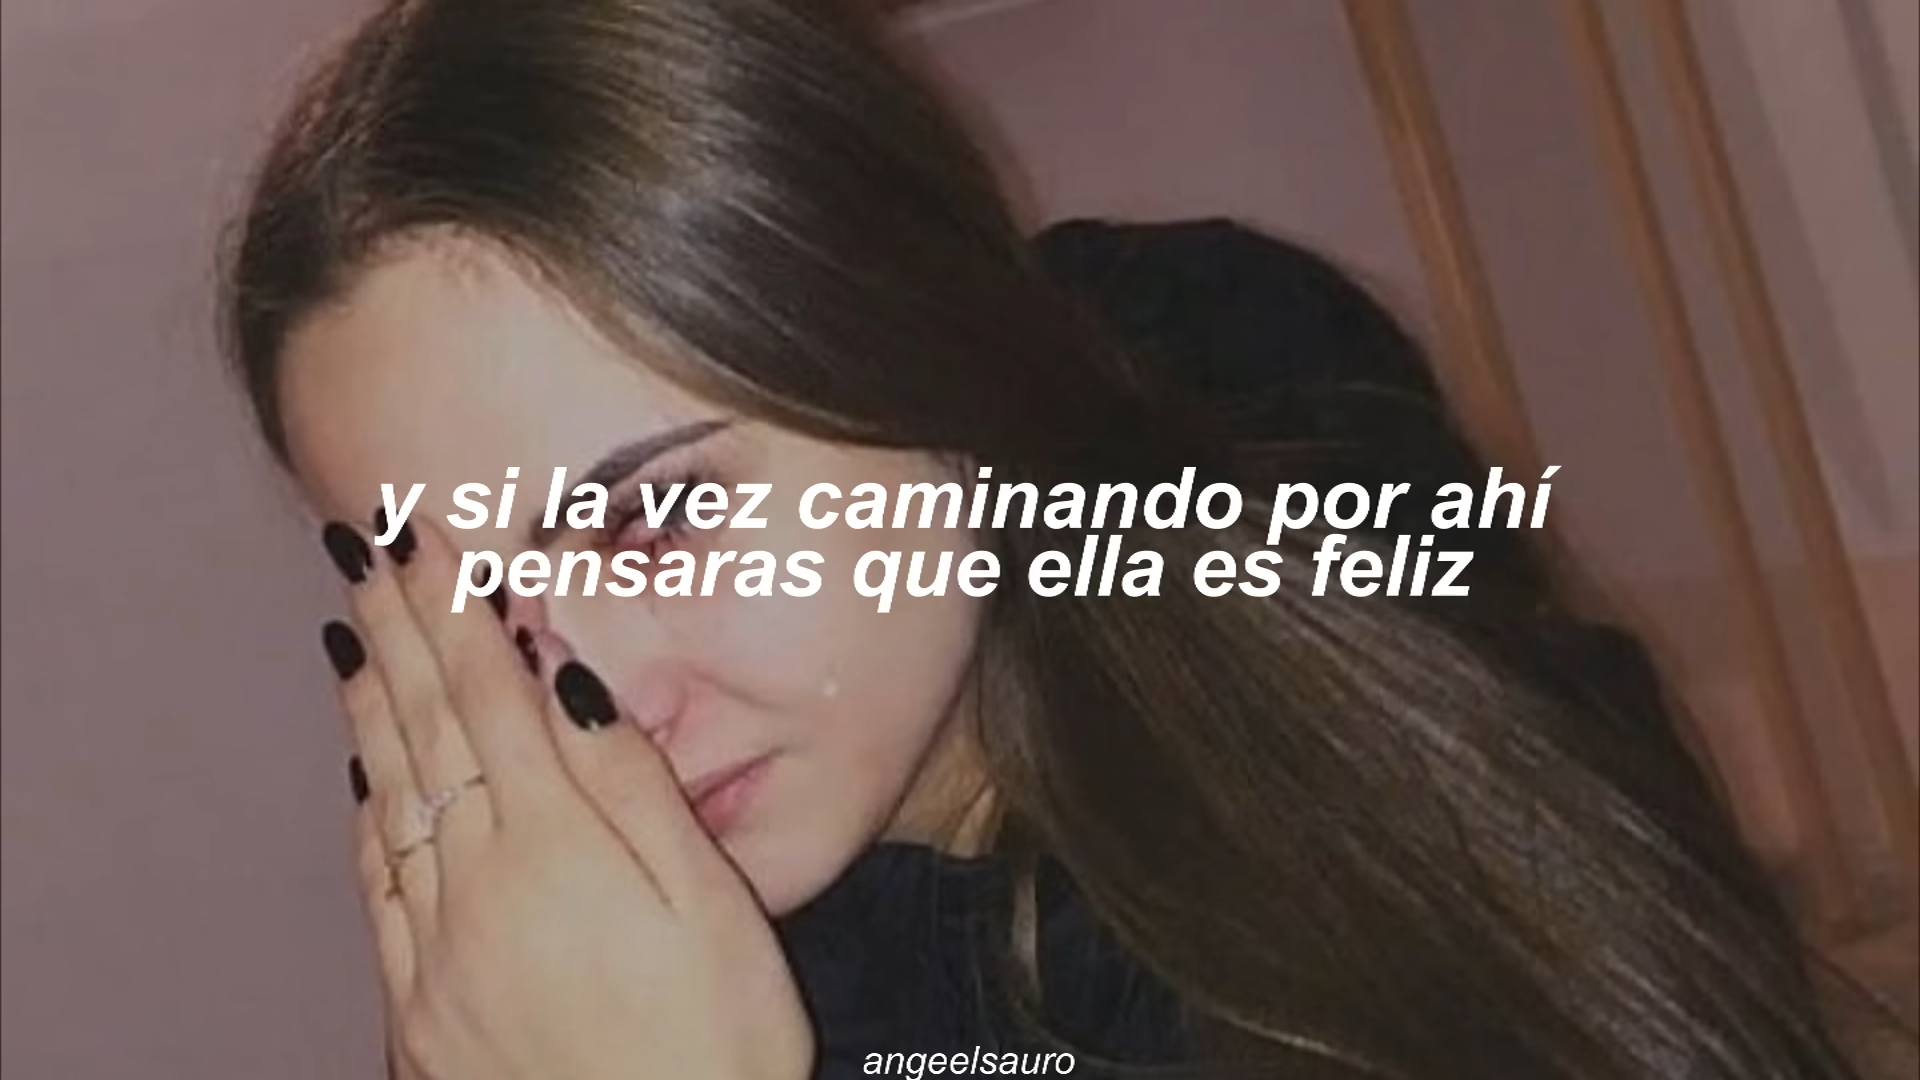 y si la vez caminando por ahí
pensaras que ella es feliz
angeelsauro